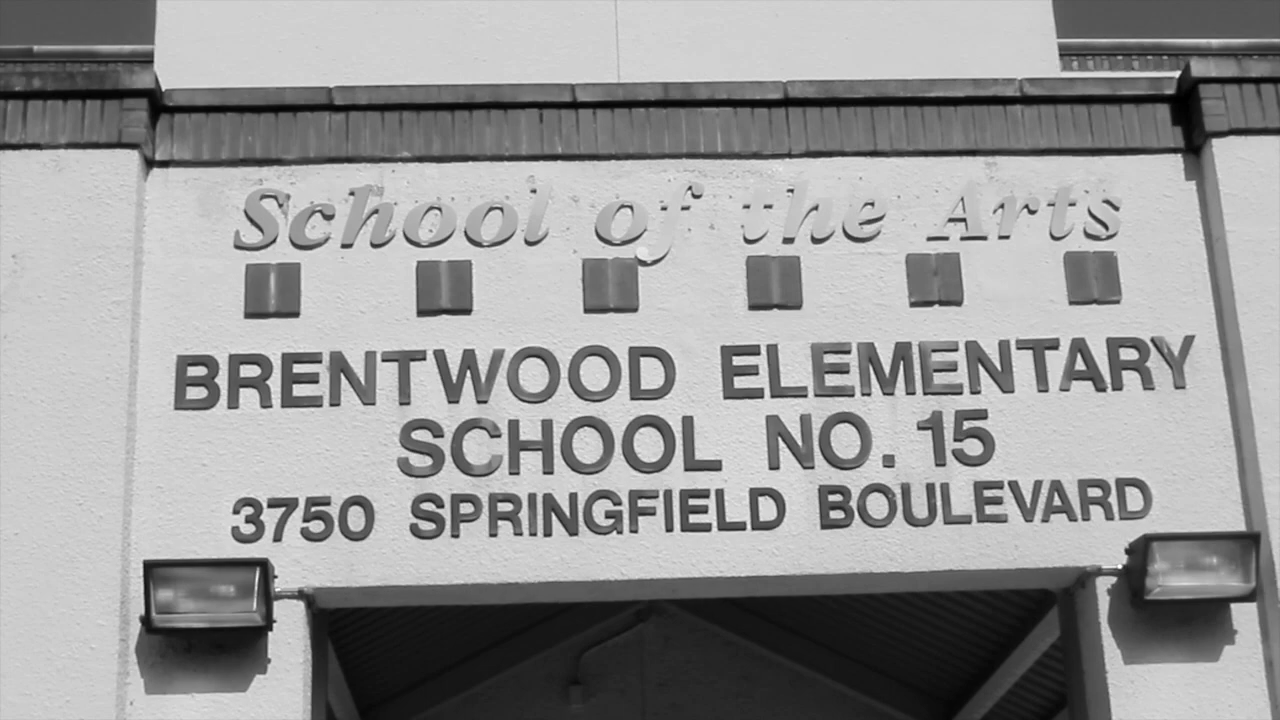 School of the Arts
BRENTWOOD ELEMENTARY
SCHOOL NO. 15
3750 SPRINGFIELD BOULEVARD